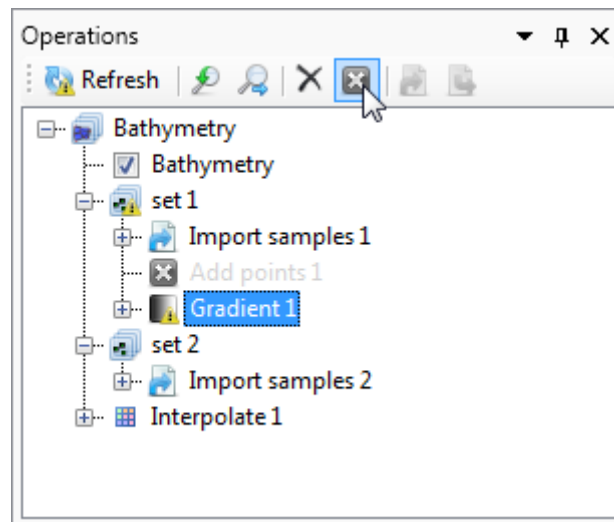 Operations
Refresh
Bathymetry
Bathymetry
set 1
Import samples 1
Add points 1
Gradient 1
set 2
Import samples 2
Interpolate 1